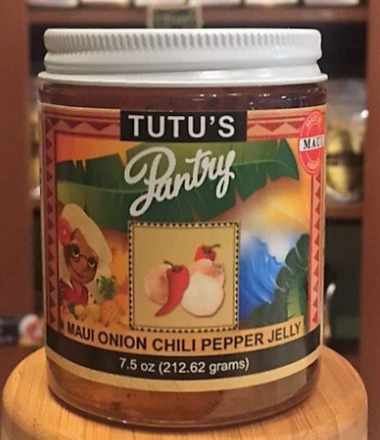 TUTU'S
Pantry
MAUI
MAUI ONION CHILI PEPPER JELLY
7.5 oz (212.62 grams)